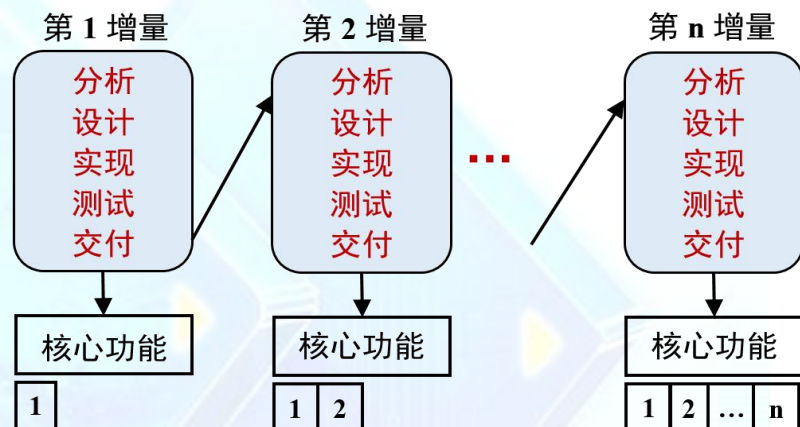 第 1 增量
分析
设计
实现
测试
交付
核心功能
1
第 2 增量
分析
设计
实现
测试
交付
核心功能
1 2
...
第 n 增量
分析
设计
实现
测试
交付
核心功能
1 2 ... n